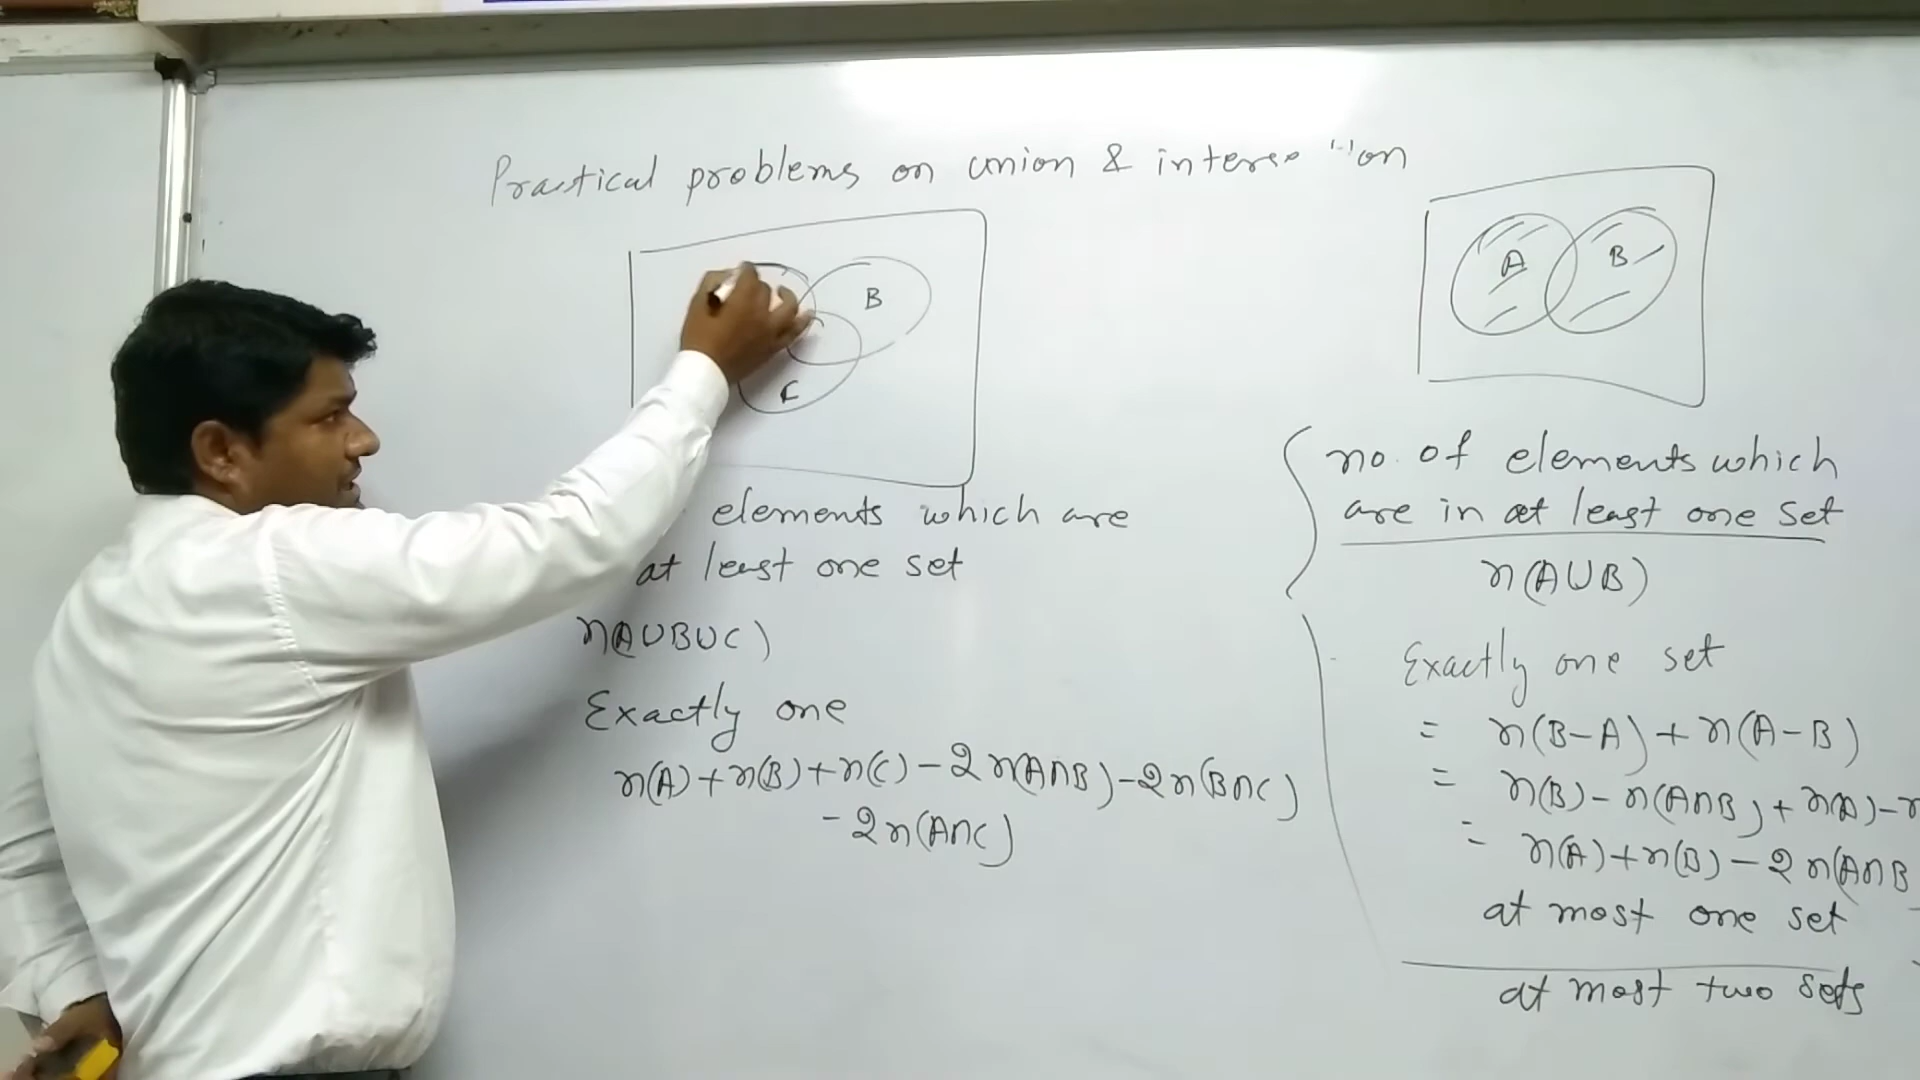 Practical problems on union & on
B
C
elements which are
at least one set
n(AUBUC)
Exactly one
n(A)+n(B)+n(C)-2n(A∩B)-2n(B∩C)
-2n(A∩C)
A B
no. of elements which
are in at least one set
n(AUB)
Exactly one set
= n(B-A)+n(A-B)
= n(B)-n(A∩B)+n(A)-n
= n(A)+n(B)-2n(A∩B
at most one set
at most two sets